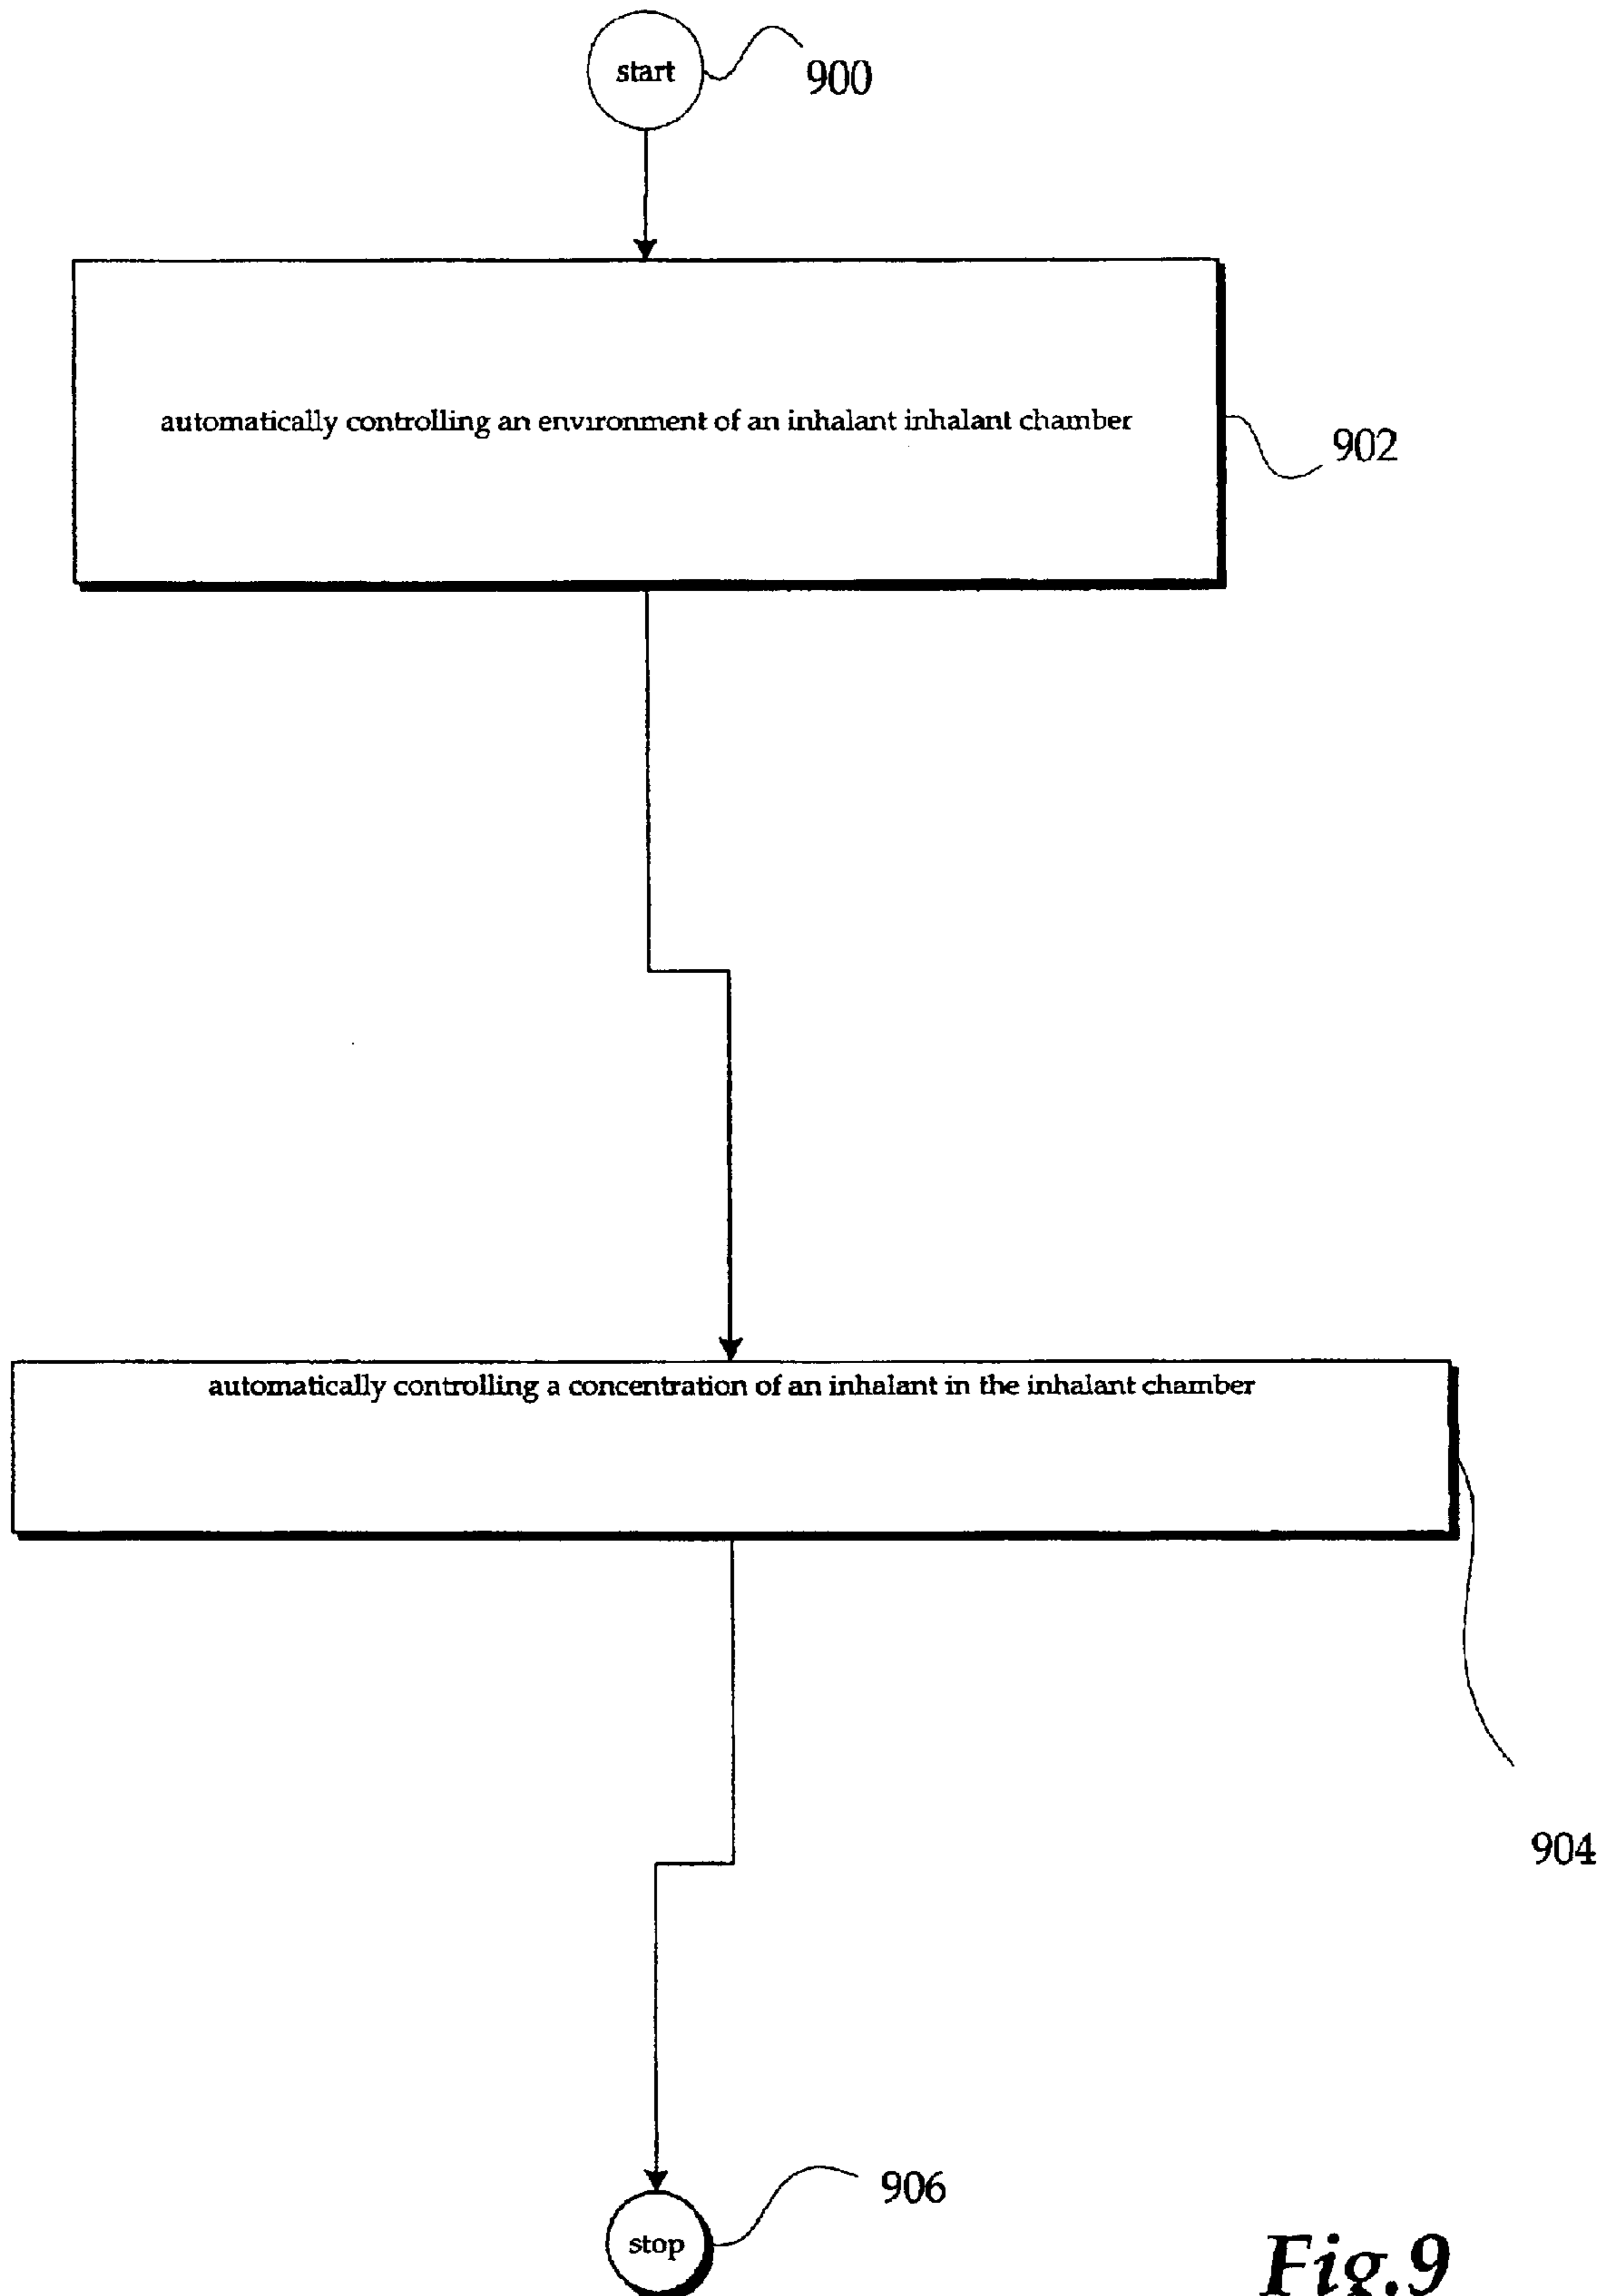 start
900
automatically controlling an environment of an inhalant inhalant chamber
902
automatically controlling a concentration of an inhalant in the inhalant chamber
904
906
stop
Fig.9